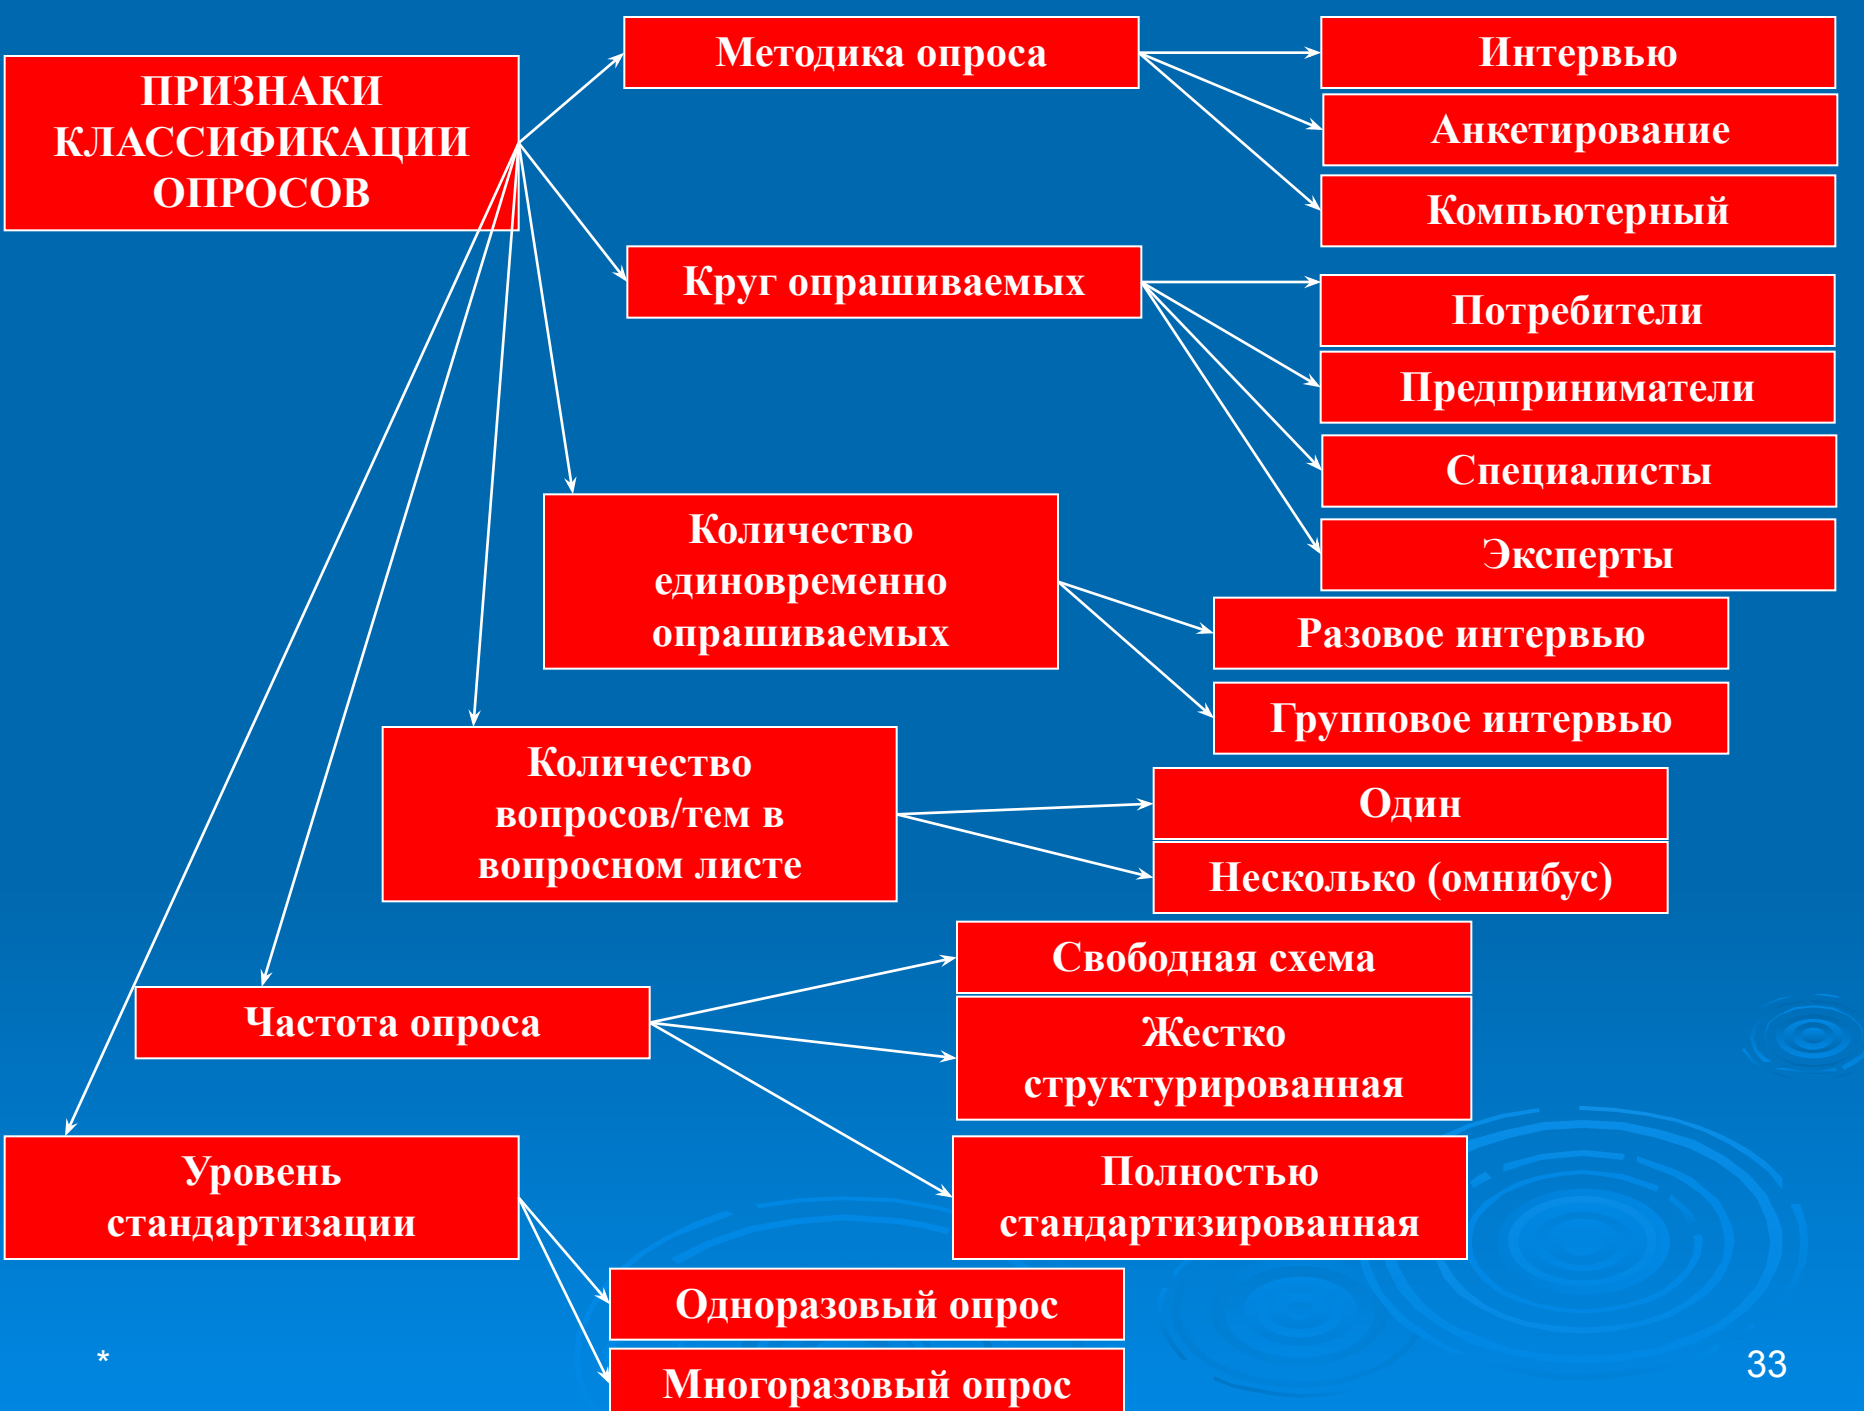 ПРИЗНАКИ
КЛАССИФИКАЦИИ
ОПРОСОВ
Методика опроса
Интервью
Анкетирование
Компьютерный
Круг опрашиваемых
Потребители
Предприниматели
Специалисты
Эксперты
Количество
единовременно
опрашиваемых
Разовое интервью
Групповое интервью
Количество
вопросов/тем в
вопросном листе
Один
Несколько (омнибус)
Частота опроса
Свободная схема
Жестко
структурированная
Полностью
стандартизированная
Уровень
стандартизации
Одноразовый опрос
Многоразовый опрос
*
33